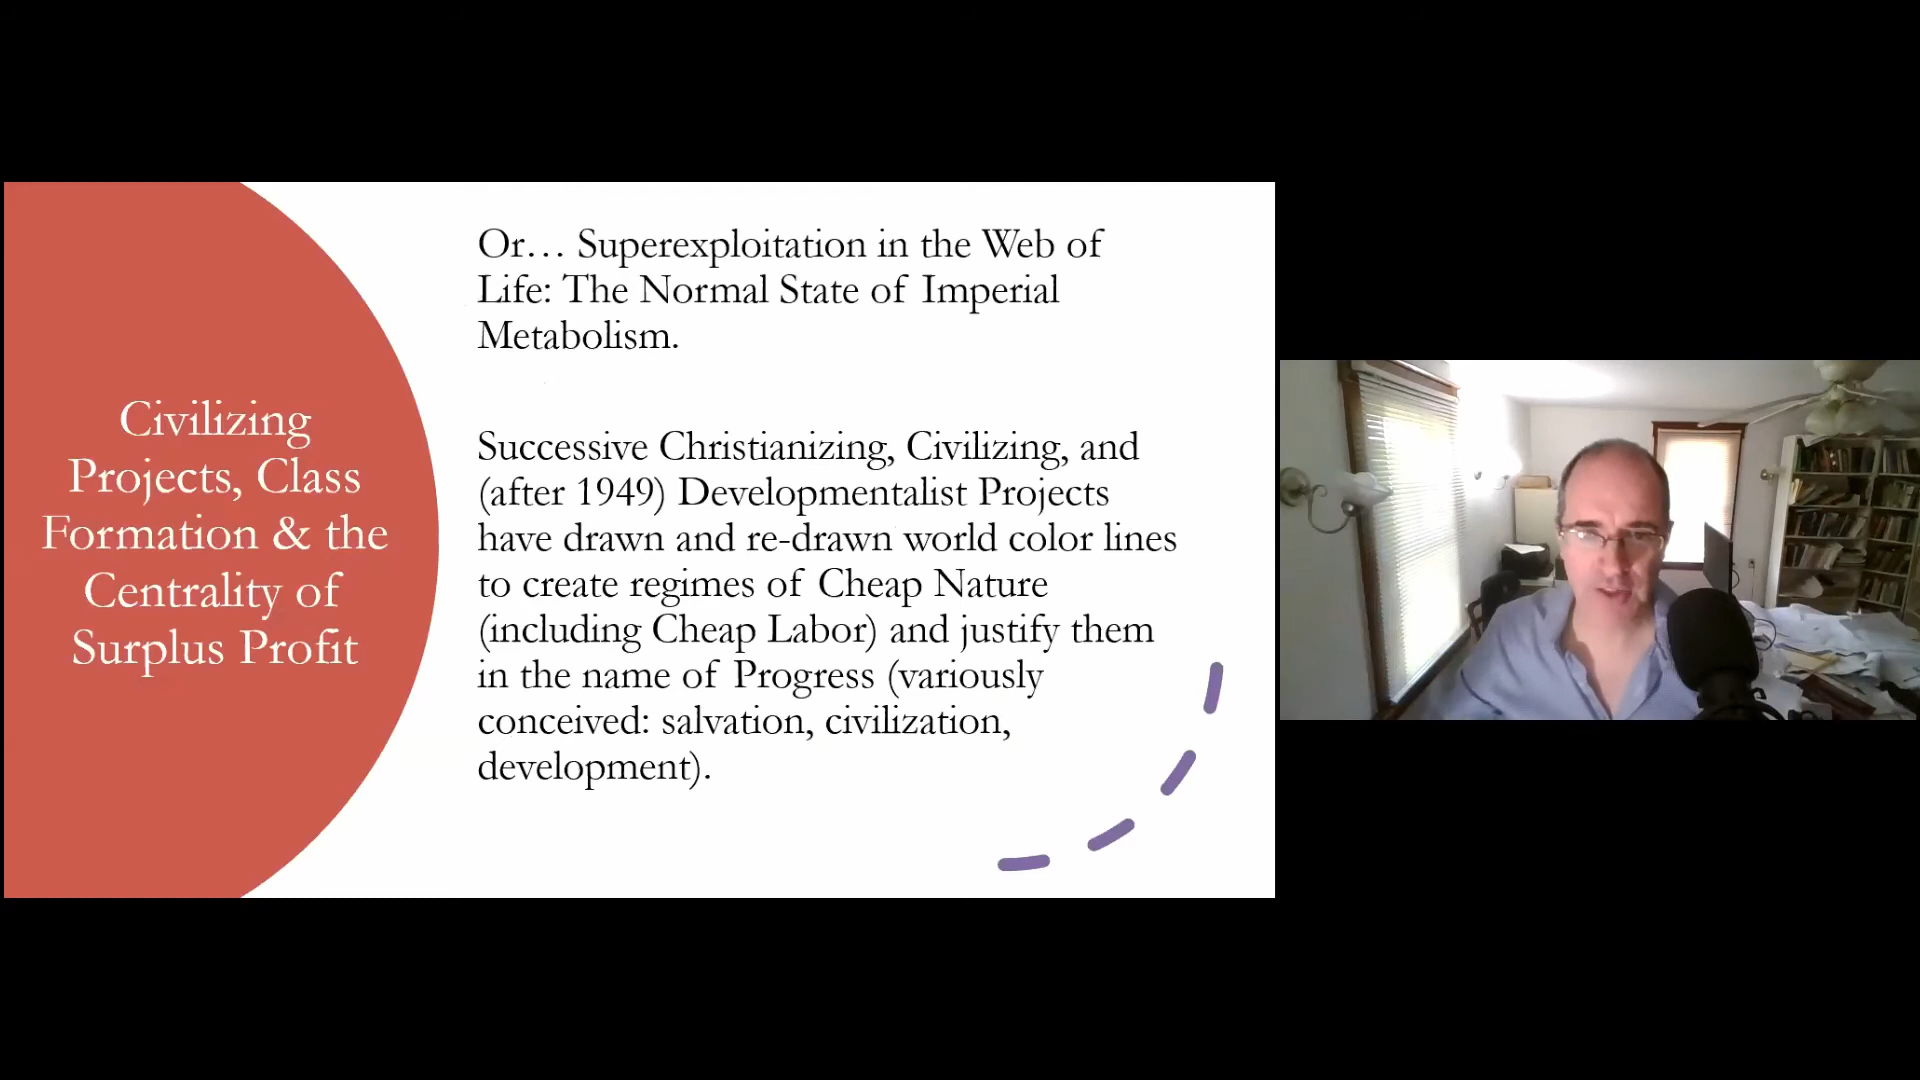 Civilizing
Projects, Class
Formation & the
Centrality of
Surplus Profit
Or… Superexploitation in the Web of
Life: The Normal State of Imperial
Metabolism.
Successive Christianizing, Civilizing, and
(after 1949) Developmentalist Projects
have drawn and re-drawn world color lines
to create regimes of Cheap Nature
(including Cheap Labor) and justify them
in the name of Progress (variously
conceived: salvation, civilization,
development).